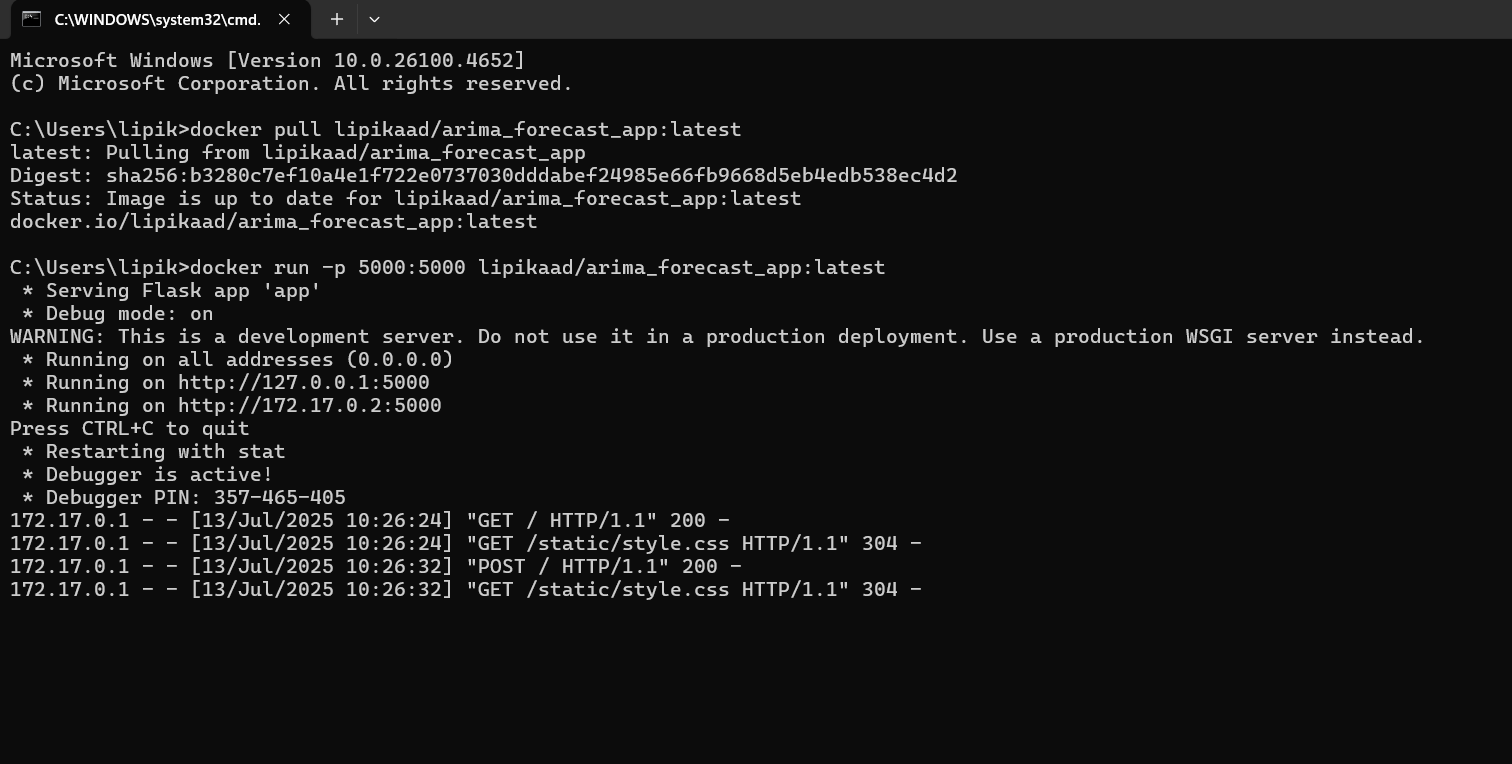 C:\WINDOWS\system32\cmd.
Microsoft Windows [Version 10.0.26100.4652]
(c) Microsoft Corporation. All rights reserved.
C:\Users\lipik>docker pull lipikaad/arima_forecast_app:latest
latest: Pulling from lipikaad/arima_forecast_app
Digest: sha256:b3280c7ef10a4e1f722e0737030dddabef24985e66fb9668d5eb4edb538ec4d2
Status: Image is up to date for lipikaad/arima_forecast_app:latest
docker.io/lipikaad/arima_forecast_app:latest
C:\Users\lipik>docker run -p 5000:5000 lipikaad/arima_forecast_app:latest
 * Serving Flask app 'app'
 * Debug mode: on
WARNING: This is a development server. Do not use it in a production deployment. Use a production WSGI server instead.
 * Running on all addresses (0.0.0.0)
 * Running on http://127.0.0.1:5000
 * Running on http://172.17.0.2:5000
Press CTRL+C to quit
 * Restarting with stat
 * Debugger is active!
 * Debugger PIN: 357-465-405
172.17.0.1 - - [13/Jul/2025 10:26:24] "GET / HTTP/1.1" 200 -
172.17.0.1 - - [13/Jul/2025 10:26:24] "GET /static/style.css HTTP/1.1" 304 -
172.17.0.1 - - [13/Jul/2025 10:26:32] "POST / HTTP/1.1" 200 -
172.17.0.1 - - [13/Jul/2025 10:26:32] "GET /static/style.css HTTP/1.1" 304 -